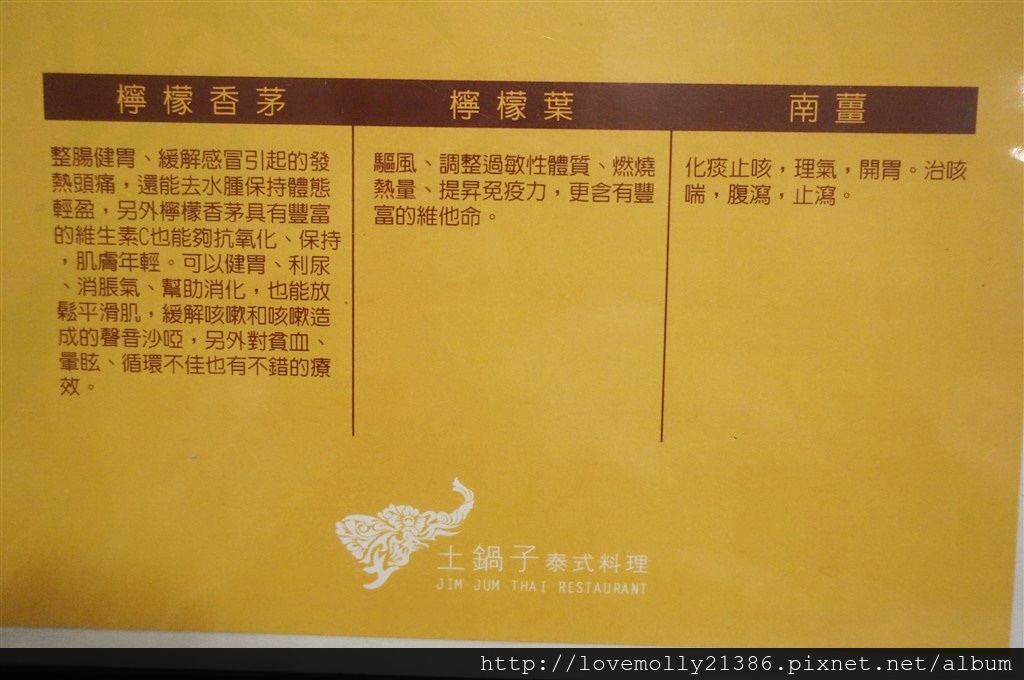 檸檬香茅
整腸健胃、緩解感冒引起的發
熱頭痛，還能去水腫保持體態
輕盈，另外檸檬香茅具有豐富
的維生素C也能夠抗氧化、保持
，肌膚年輕。可以健胃、利尿
、消脹氣、幫助消化，也能放
鬆平滑肌，緩解咳嗽和咳嗽造
成的聲音沙啞，另外對貧血、
暈眩、循環不佳也有不錯的療
效。
檸檬葉
驅風、調整過敏性體質、燃燒
熱量、提昇免疫力，更含有豐
富的維他命。
南薑
化痰止咳，理氣，開胃。治咳
喘，腹瀉，止瀉。
土鍋子泰式料理
JIM JUM THAI RESTAURANT
http://lovemolly21386.pixnet.net/album